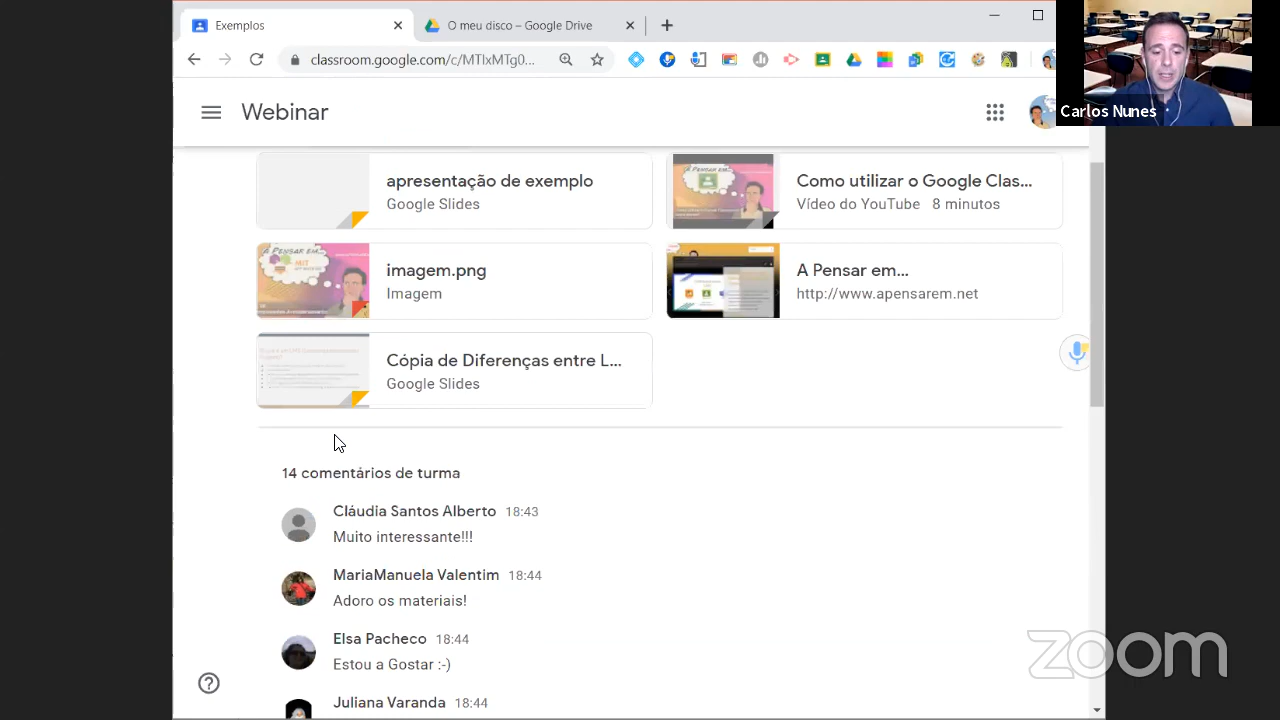 Exemplos
O meu disco – Google Drive
classroom.google.com/c/MTIxMTg0...
Carlos Nunes
Webinar
apresentação de exemplo
Google Slides
Como utilizar o Google Clas...
Vídeo do YouTube 8 minutos
A PENSAR EM...
imagem.png
Imagem
A Pensar em...
http://www.apensarem.net
Cópia de Diferenças entre L...
Google Slides
14 comentários de turma
Cláudia Santos Alberto 18:43
Muito interessante!!!
MariaManuela Valentim 18:44
Adoro os materiais!
Elsa Pacheco 18:44
Estou a Gostar :-)
Juliana Varanda 18:44
zoom